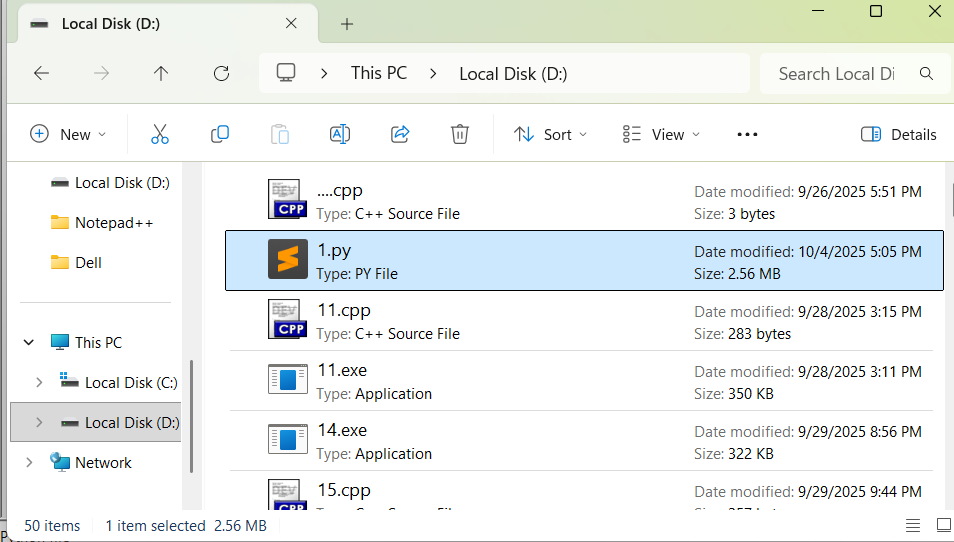 Local Disk (D:)
This PC > Local Disk (D:)
Search Local Di
New
Sort
View
Details
Local Disk (D:)
Notepad++
Dell
This PC
Local Disk (C:)
Local Disk (D:)
Network
....cpp
Type: C++ Source File
Date modified: 9/26/2025 5:51 PM
Size: 3 bytes
1.py
Type: PY File
Date modified: 10/4/2025 5:05 PM
Size: 2.56 MB
11.cpp
Type: C++ Source File
Date modified: 9/28/2025 3:15 PM
Size: 283 bytes
11.exe
Type: Application
Date modified: 9/28/2025 3:11 PM
Size: 350 KB
14.exe
Type: Application
Date modified: 9/29/2025 8:56 PM
Size: 322 KB
15.cpp
Date modified: 9/29/2025 9:44 PM
50 items
1 item selected 2.56 MB